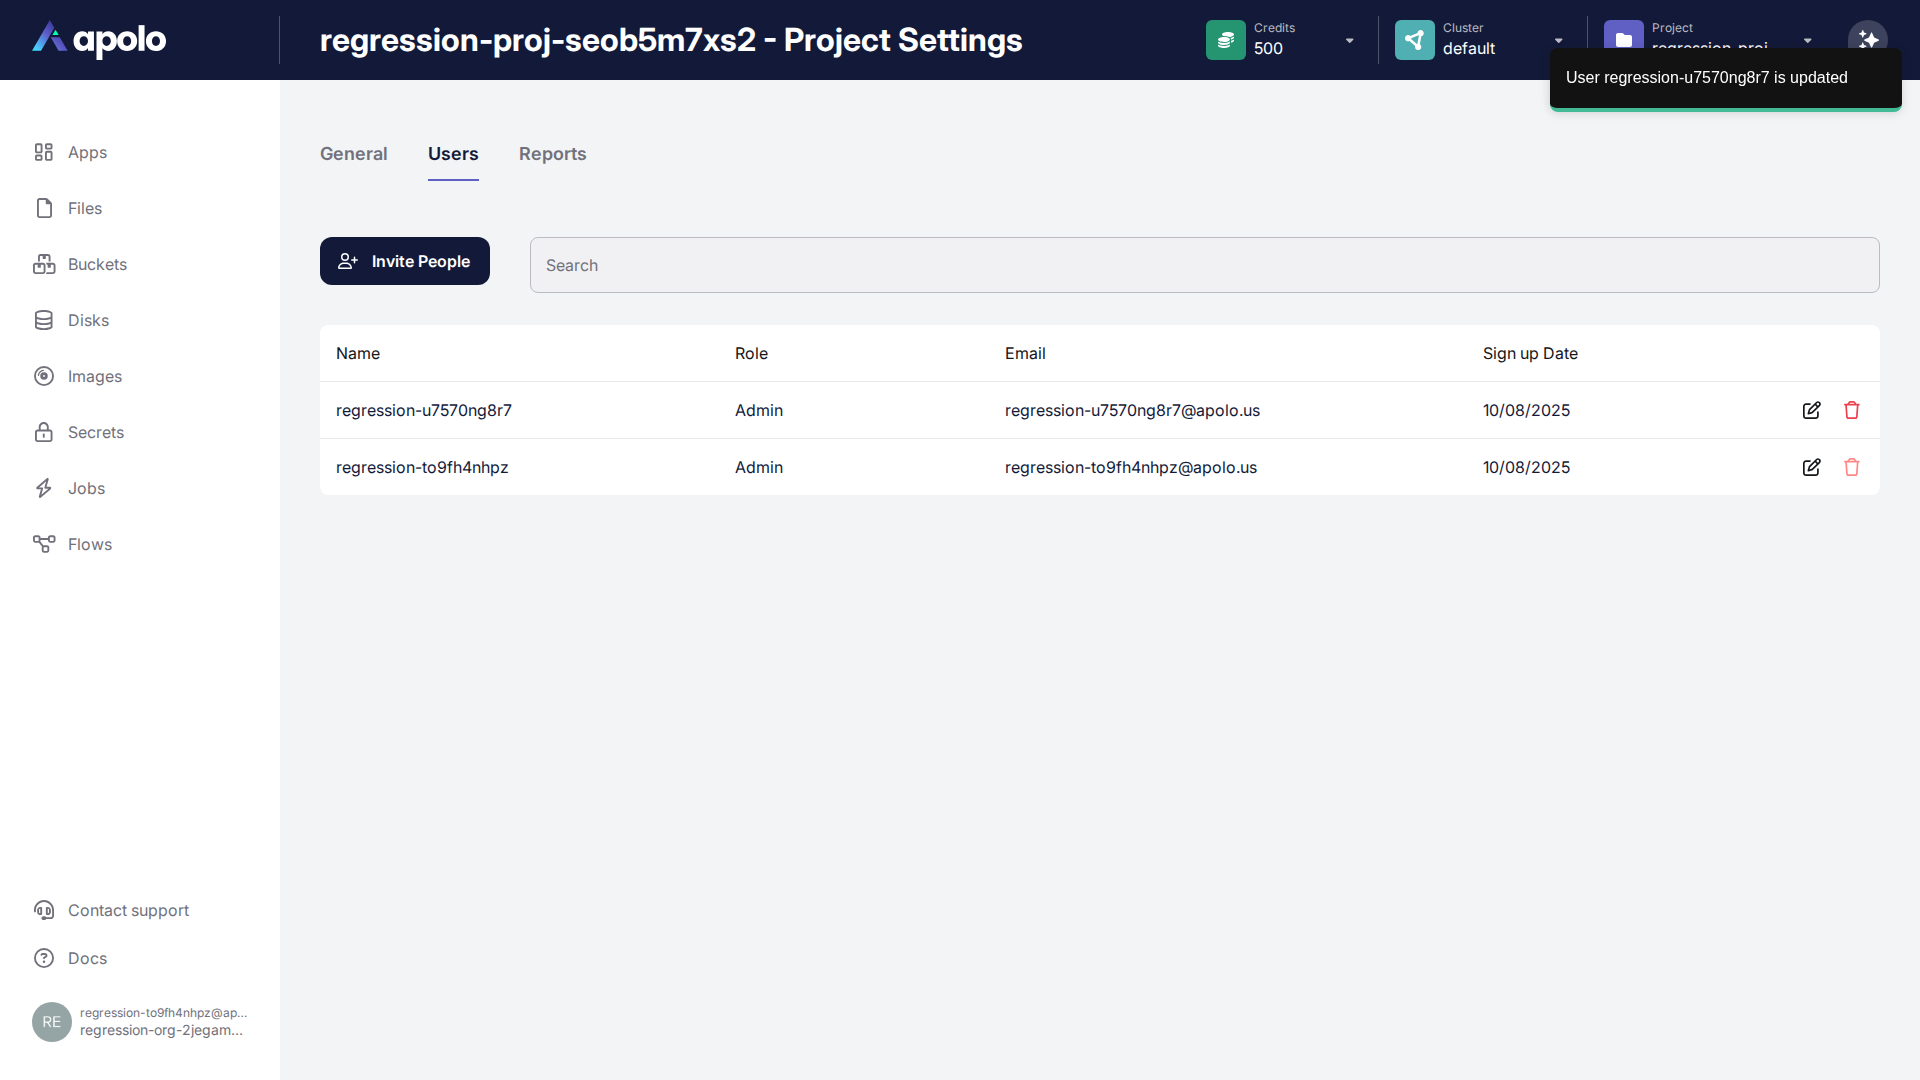 apolo
regression-proj-seob5m7xs2 - Project Settings
Credits
500
Cluster
default
Project
User regression-u7570ng8r7 is updated
Apps
Files
Buckets
Disks
Images
Secrets
Jobs
Flows
General
Users
Reports
Invite People
Search
Name Role Email Sign up Date
regression-u7570ng8r7 Admin regression-u7570ng8r7@apolo.us 10/08/2025
regression-to9fh4nhpz Admin regression-to9fh4nhpz@apolo.us 10/08/2025
Contact support
Docs
RE
regression-to9fh4nhpz@ap...
regression-org-2jegam...